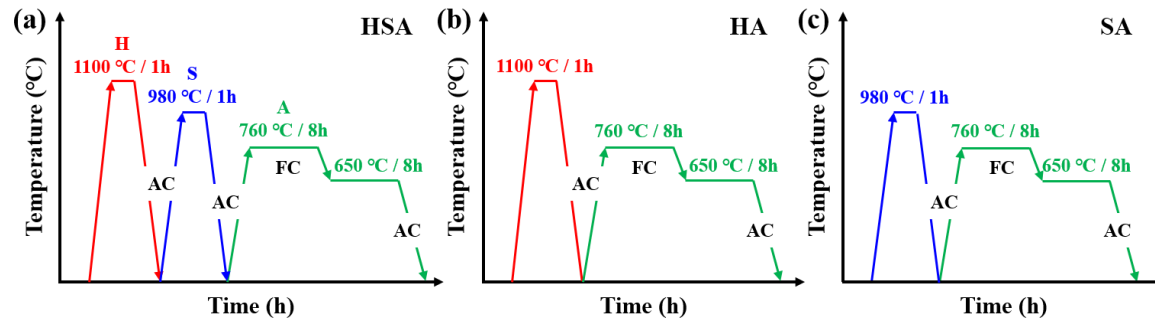 (a)
HSA
H
1100 ℃ / 1h
S
980 ℃ / 1h
A
760 ℃ / 8h
650 ℃ / 8h
FC
AC
AC
AC
Temperature (℃)
Time (h)
(b)
HA
1100 ℃ / 1h
760 ℃ / 8h
650 ℃ / 8h
FC
AC
AC
Temperature (℃)
Time (h)
(c)
SA
980 ℃ / 1h
760 ℃ / 8h
650 ℃ / 8h
FC
AC
AC
Temperature (℃)
Time (h)